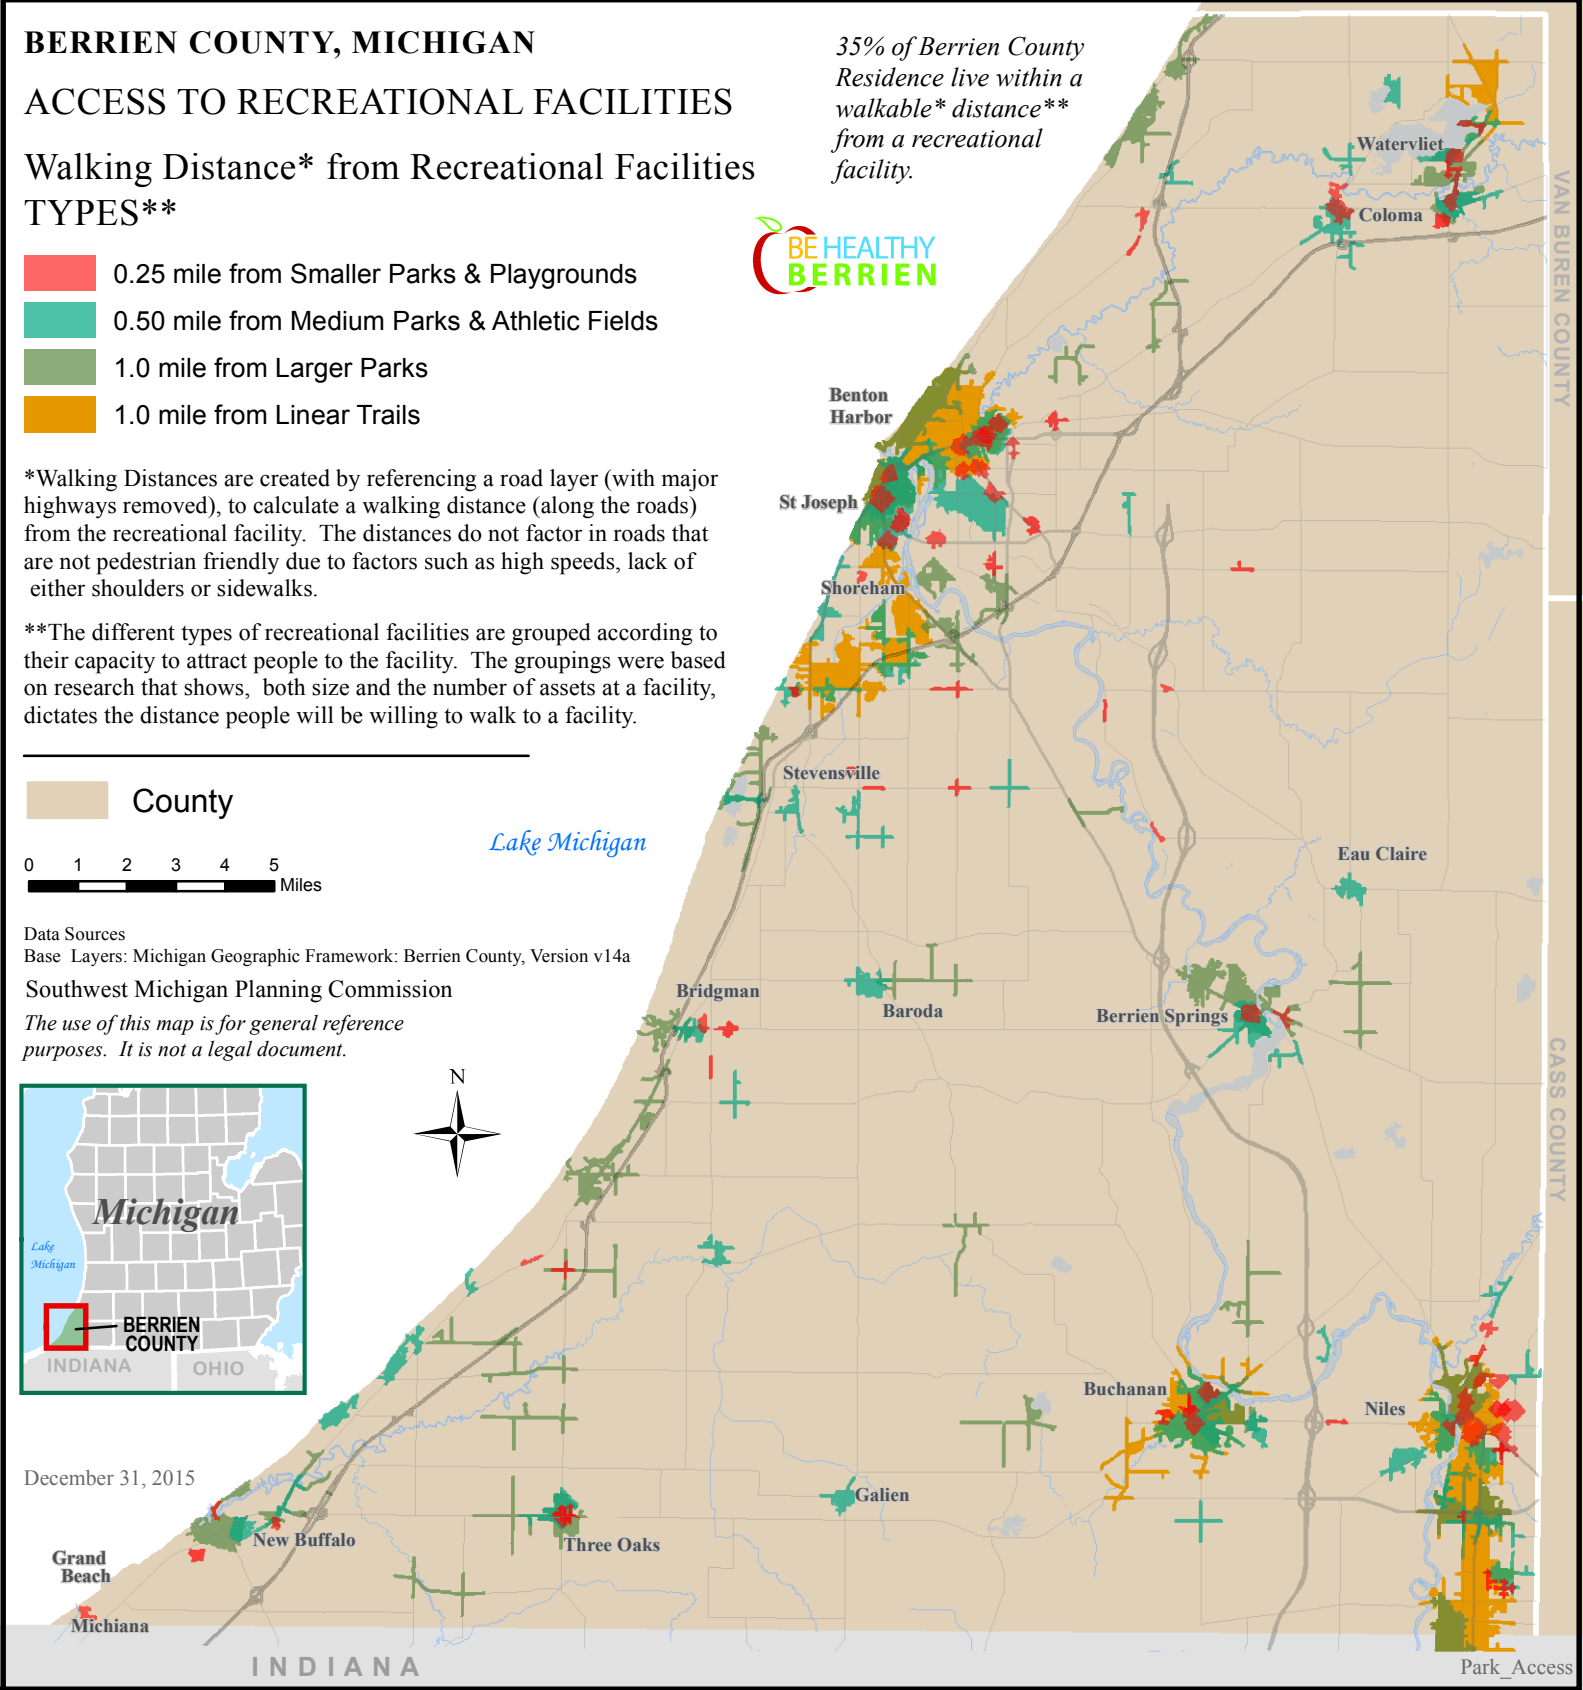 BERRIEN COUNTY, MICHIGAN
ACCESS TO RECREATIONAL FACILITIES
Walking Distance* from Recreational Facilities
TYPES**
0.25 mile from Smaller Parks & Playgrounds
0.50 mile from Medium Parks & Athletic Fields
1.0 mile from Larger Parks
1.0 mile from Linear Trails
*Walking Distances are created by referencing a road layer (with major
highways removed), to calculate a walking distance (along the roads)
from the recreational facility.  The distances do not factor in roads that
are not pedestrian friendly due to factors such as high speeds, lack of
either shoulders or sidewalks.
**The different types of recreational facilities are grouped according to
their capacity to attract people to the facility.  The groupings were based
on research that shows,  both size and the number of assets at a facility,
dictates the distance people will be willing to walk to a facility.
County
0 1 2 3 4 5
Miles
Data Sources
Base  Layers: Michigan Geographic Framework: Berrien County, Version v14a
Southwest Michigan Planning Commission
The use of this map is for general reference
purposes.  It is not a legal document.
N
Michigan
Lake
Michigan
BERRIEN
COUNTY
INDIANA
OHIO
December 31, 2015
35% of Berrien County
Residence live within a
walkable* distance**
from a recreational
facility.
BE HEALTHY
BERRIEN
Lake Michigan
Watervliet
Coloma
VAN BUREN COUNTY
Benton
Harbor
St Joseph
Shoreham
Stevensville
Eau Claire
Bridgman
Baroda
Berrien Springs
CASS COUNTY
Buchanan
Niles
Galien
Three Oaks
New Buffalo
Grand
Beach
Michiana
INDIANA
Park_Access